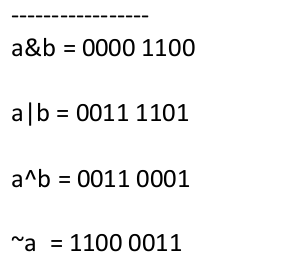 -----------------
a&b = 0000 1100
a|b = 0011 1101
a^b = 0011 0001
~a  = 1100 0011